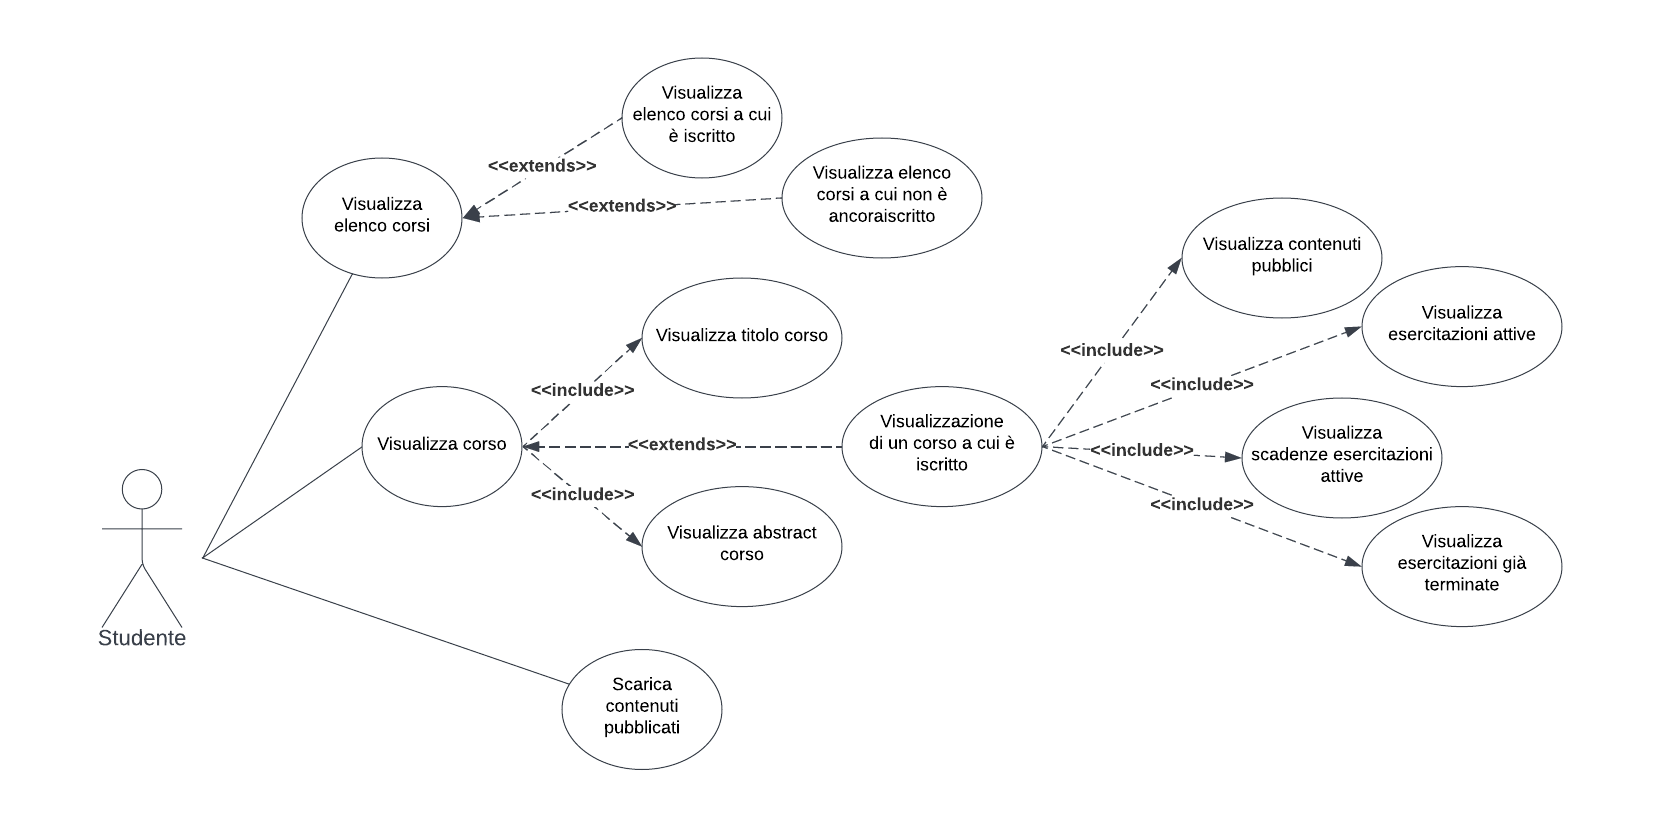 Visualizza
elenco corsi a cui
è iscritto
<<extends>>
Visualizza elenco
corsi a cui non è
ancoraiscritto
<<extends>>
Visualizza
elenco corsi
Visualizza contenuti
pubblici
Visualizza
esercitazioni attive
Visualizza titolo corso
<<include>>
<<include>>
<<include>>
Visualizza corso
<<extends>>
Visualizzazione
di un corso a cui è
iscritto
<<include>>
Visualizza
scadenze esercitazioni
attive
<<include>>
<<include>>
Visualizza abstract
corso
Visualizza
esercitazioni già
terminate
Studente
Scarica
contenuti
pubblicati